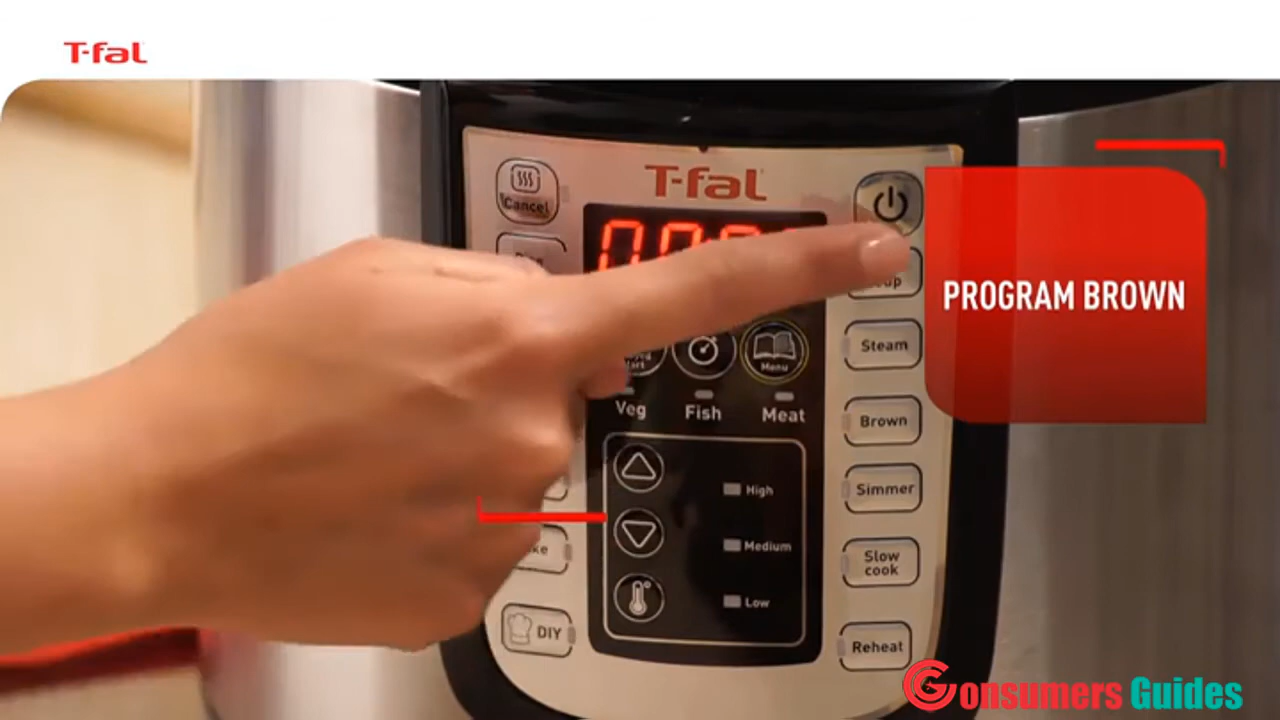 T-faL
T-faL
Cancel
PROGRAM BROWN
Steam
Menu
Veg
Fish
Meat
Brown
High
Simmer
Medium
Slow
cook
Low
DIY
Reheat
Consumers Guides